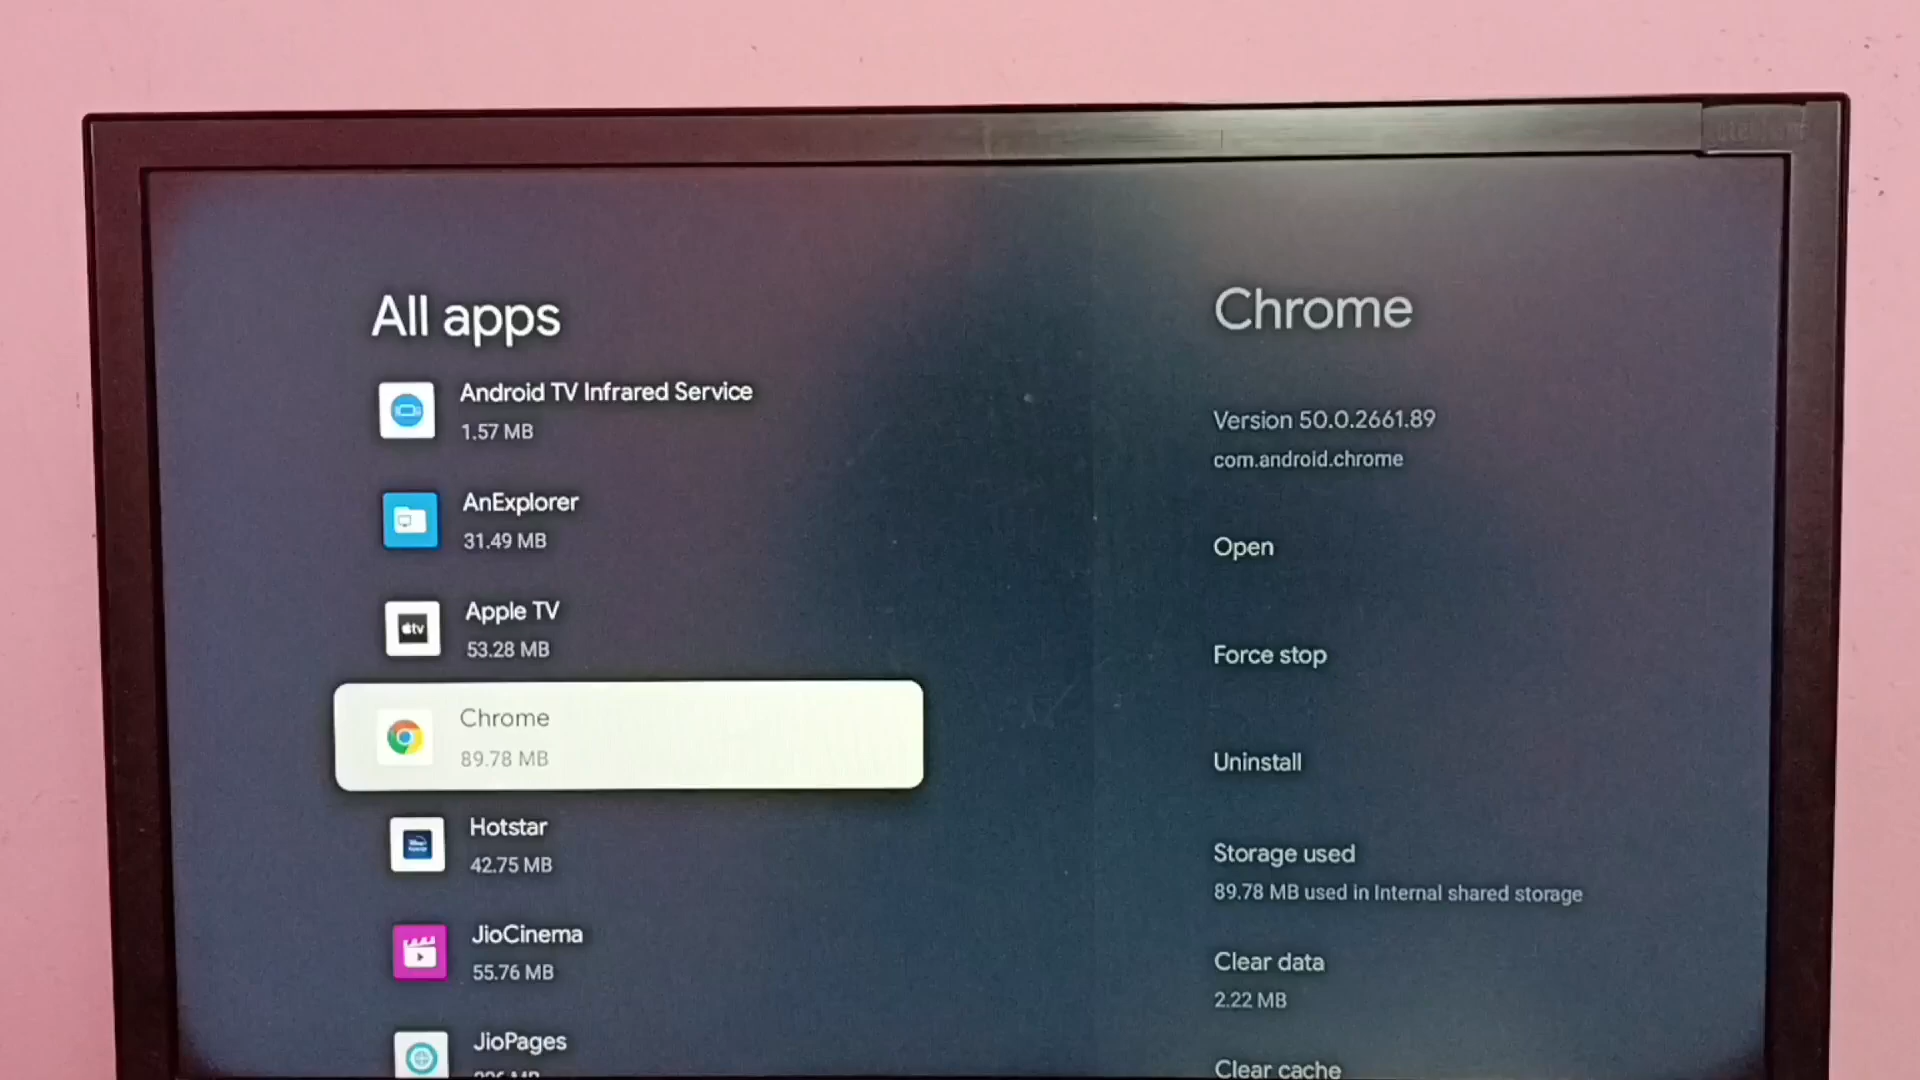 All apps
Android TV Infrared Service
1.57 MB
AnExplorer
31.49 MB
Apple TV
53.28 MB
Chrome
89.78 MB
Hotstar
42.75 MB
JioCinema
55.76 MB
JioPages
Chrome
Version 50.0.2661.89
com.android.chrome
Open
Force stop
Uninstall
Storage used
89.78 MB used in Internal shared storage
Clear data
2.22 MB
Clear cache